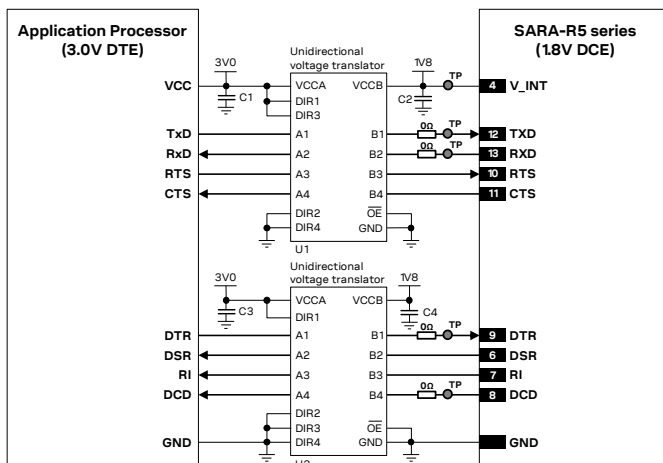 Application Processor
(3.0V DTE)
SARA-R5 series
(1.8V DCE)
Unidirectional
voltage translator
3V0
1V8
TP
VCC
VCCA
VCCB
4
V_INT
C1
DIR1
C2
DIR3
0Ω
TP
TxD
A1
B1
12
TXD
0Ω
TP
RxD
A2
B2
13
RXD
RTS
A3
B3
10
RTS
CTS
A4
B4
11
CTS
DIR2
OE
DIR4
GND
U1
Unidirectional
voltage translator
3V0
1V8
VCCA
VCCB
C3
DIR1
C4
0Ω
TP
DTR
A1
B1
9
DTR
DSR
A2
B2
6
DSR
RI
A3
B3
7
RI
0Ω
TP
DCD
A4
B4
8
DCD
DIR2
DIR3
OE
GND
DIR4
GND
GND